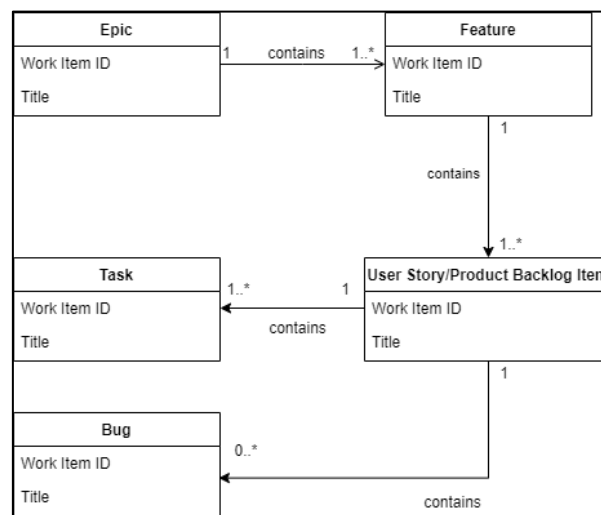 Epic
Work Item ID
Title
1
contains
1..*
Feature
Work Item ID
Title
1
contains
1..*
Task
Work Item ID
Title
1..*
1
contains
User Story/Product Backlog Item
Work Item ID
Title
1
Bug
Work Item ID
Title
0..*
contains